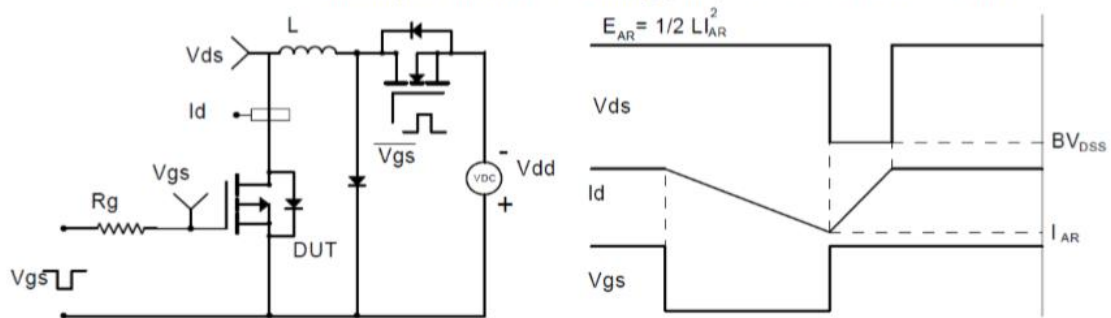 L
Vds
Id
Vgs
Vgs
Rg
DUT
Vgs
-
Vdd
VDC
+
E_AR = 1/2 LI_AR^2
Vds
BV_DSS
Id
I_AR
Vgs